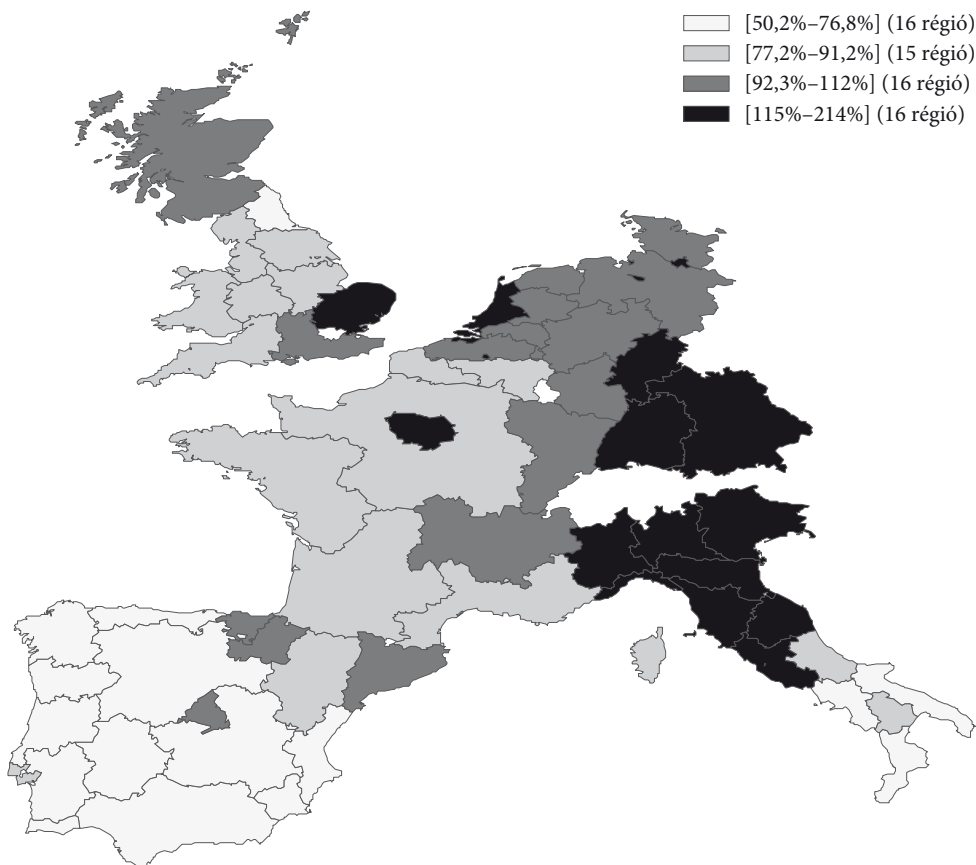 [50,2%–76,8%] (16 régió)
[77,2%–91,2%] (15 régió)
[92,3%–112%] (16 régió)
[115%–214%] (16 régió)